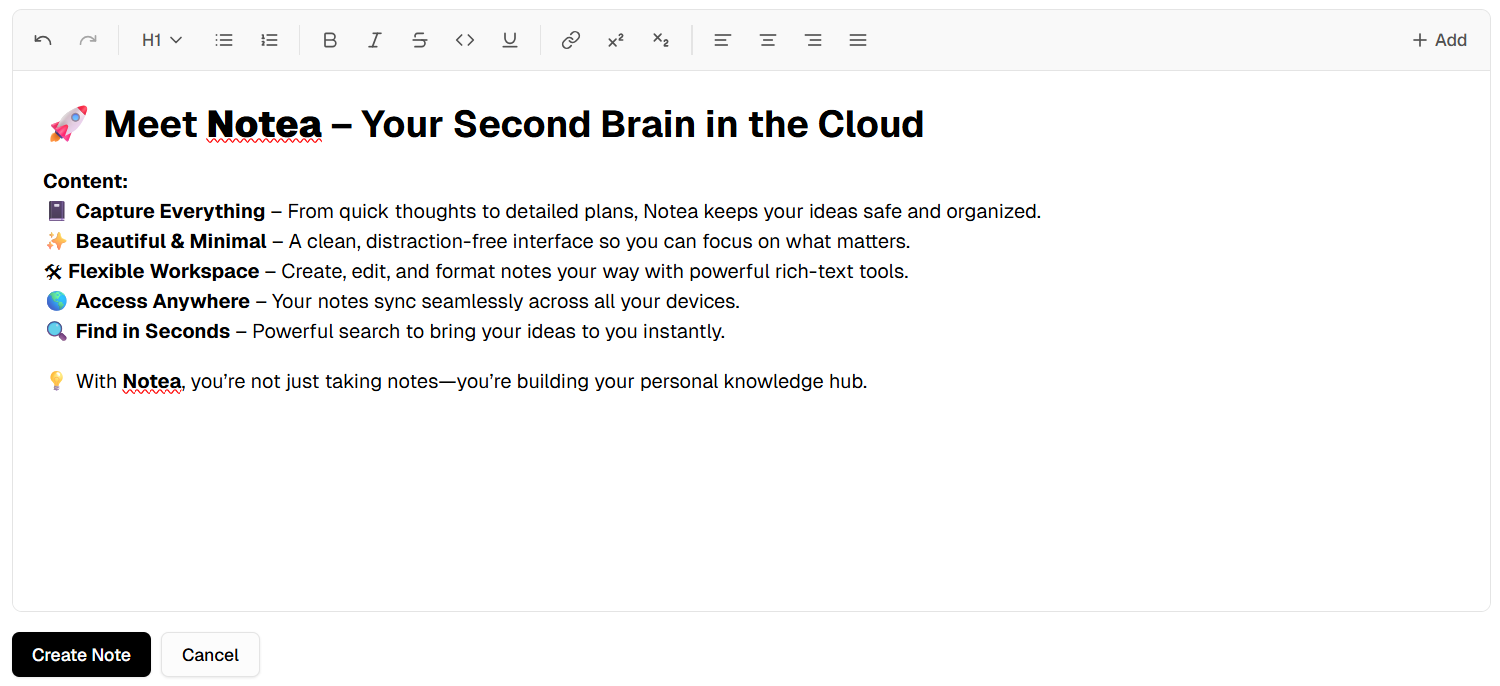 H1
+ Add
🚀 Meet Notea – Your Second Brain in the Cloud
Content:
📓 Capture Everything – From quick thoughts to detailed plans, Notea keeps your ideas safe and organized.
✨ Beautiful & Minimal – A clean, distraction-free interface so you can focus on what matters.
🛠 Flexible Workspace – Create, edit, and format notes your way with powerful rich-text tools.
🌎 Access Anywhere – Your notes sync seamlessly across all your devices.
🔍 Find in Seconds – Powerful search to bring your ideas to you instantly.
💡 With Notea, you’re not just taking notes—you’re building your personal knowledge hub.
Create Note
Cancel